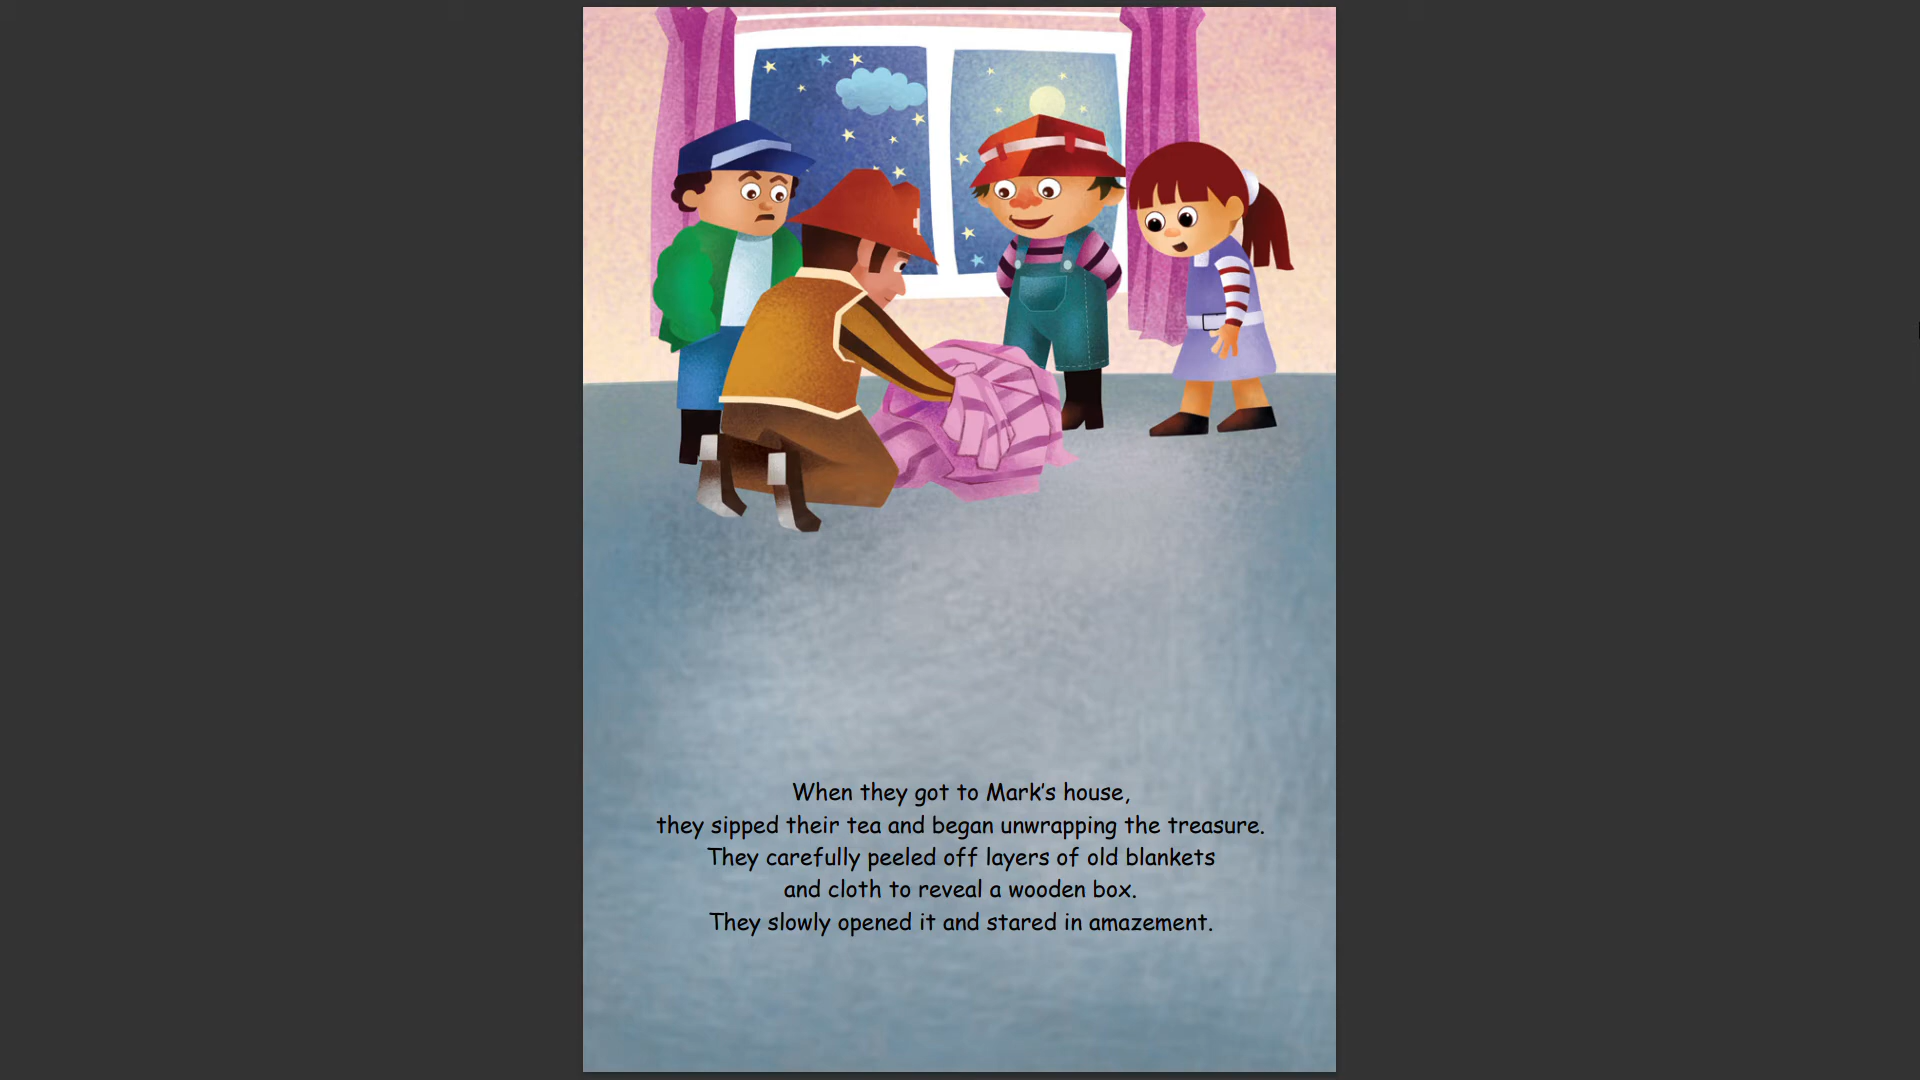 When they got to Mark's house,
they sipped their tea and began unwrapping the treasure.
They carefully peeled off layers of old blankets
and cloth to reveal a wooden box.
They slowly opened it and stared in amazement.